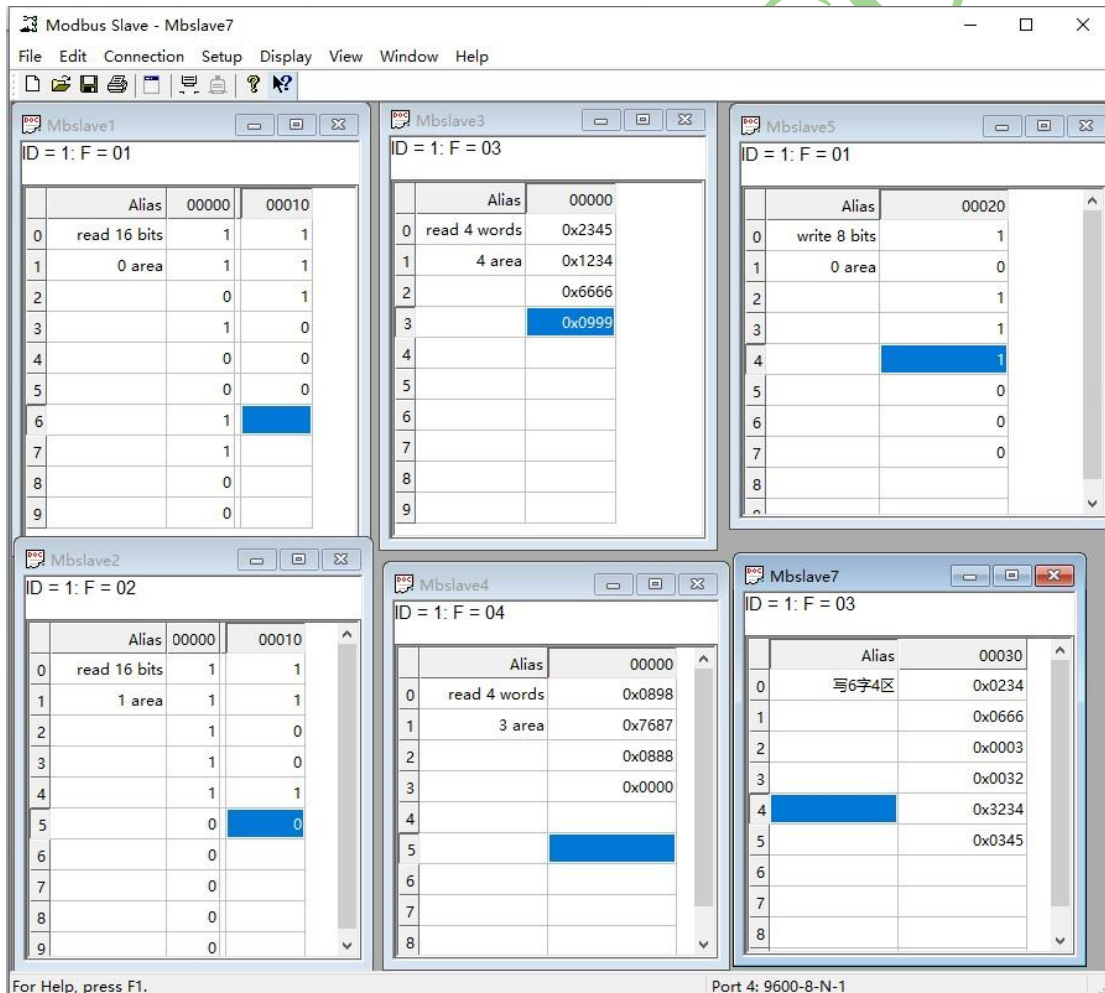 Modbus Slave - Mbslave7
File Edit Connection Setup Display View Window Help
Mbslave1
ID = 1: F = 01
Alias 00000 00010
0 read 16 bits 1 1
1 0 area 1 1
2 0 1
3 1 0
4 0 0
5 0 0
6 1
7 1
8 0
9 0
Mbslave3
ID = 1: F = 03
Alias 00000
0 read 4 words 0x2345
1 4 area 0x1234
2 0x6666
3 0x0999
4
5
6
7
8
9
Mbslave5
ID = 1: F = 01
Alias 00020
0 write 8 bits 1
1 0 area 0
2 1
3 1
4 1
5 0
6 0
7 0
8
Mbslave2
ID = 1: F = 02
Alias 00000 00010
0 read 16 bits 1 1
1 1 area 1 1
2 1 0
3 1 0
4 1 1
5 0 0
6 0
7 0
8 0
9 0
Mbslave4
ID = 1: F = 04
Alias 00000
0 read 4 words 0x0898
1 3 area 0x7687
2 0x0888
3 0x0000
4
5
6
7
8
Mbslave7
ID = 1: F = 03
Alias 00030
0 写6字4区 0x0234
1 0x0666
2 0x0003
3 0x0032
4 0x3234
5 0x0345
6
7
8
For Help, press F1.
Port 4: 9600-8-N-1